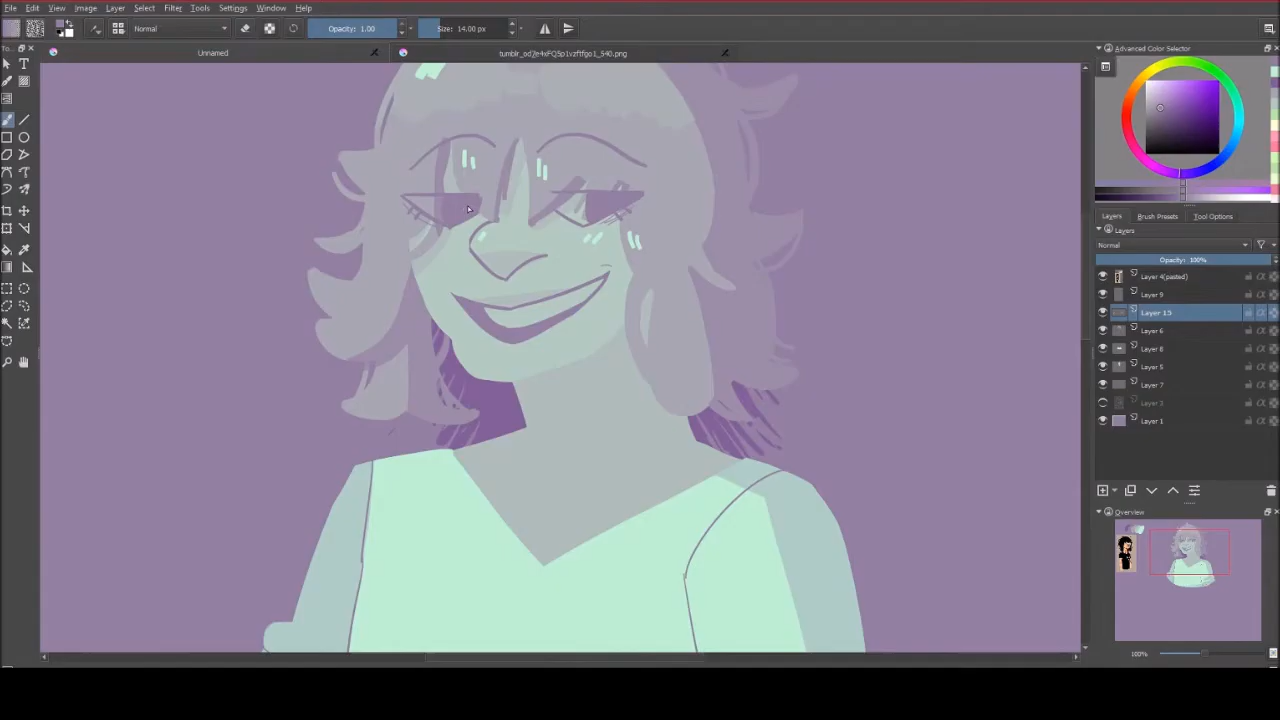 File Edit View Image Layer Select Filter Tools Settings Window Help
Normal Opacity: 1.00 Size: 14.00 px
To...
Unnamed
Advanced Color Selector
Layers Brush Presets Tool Options
Layers
Normal
Opacity: 100%
Layer 4(pasted)
Layer 9
Layer 15
Layer 6
Layer 8
Layer 5
Layer 7
Layer 2
Layer 1
Overview
100%